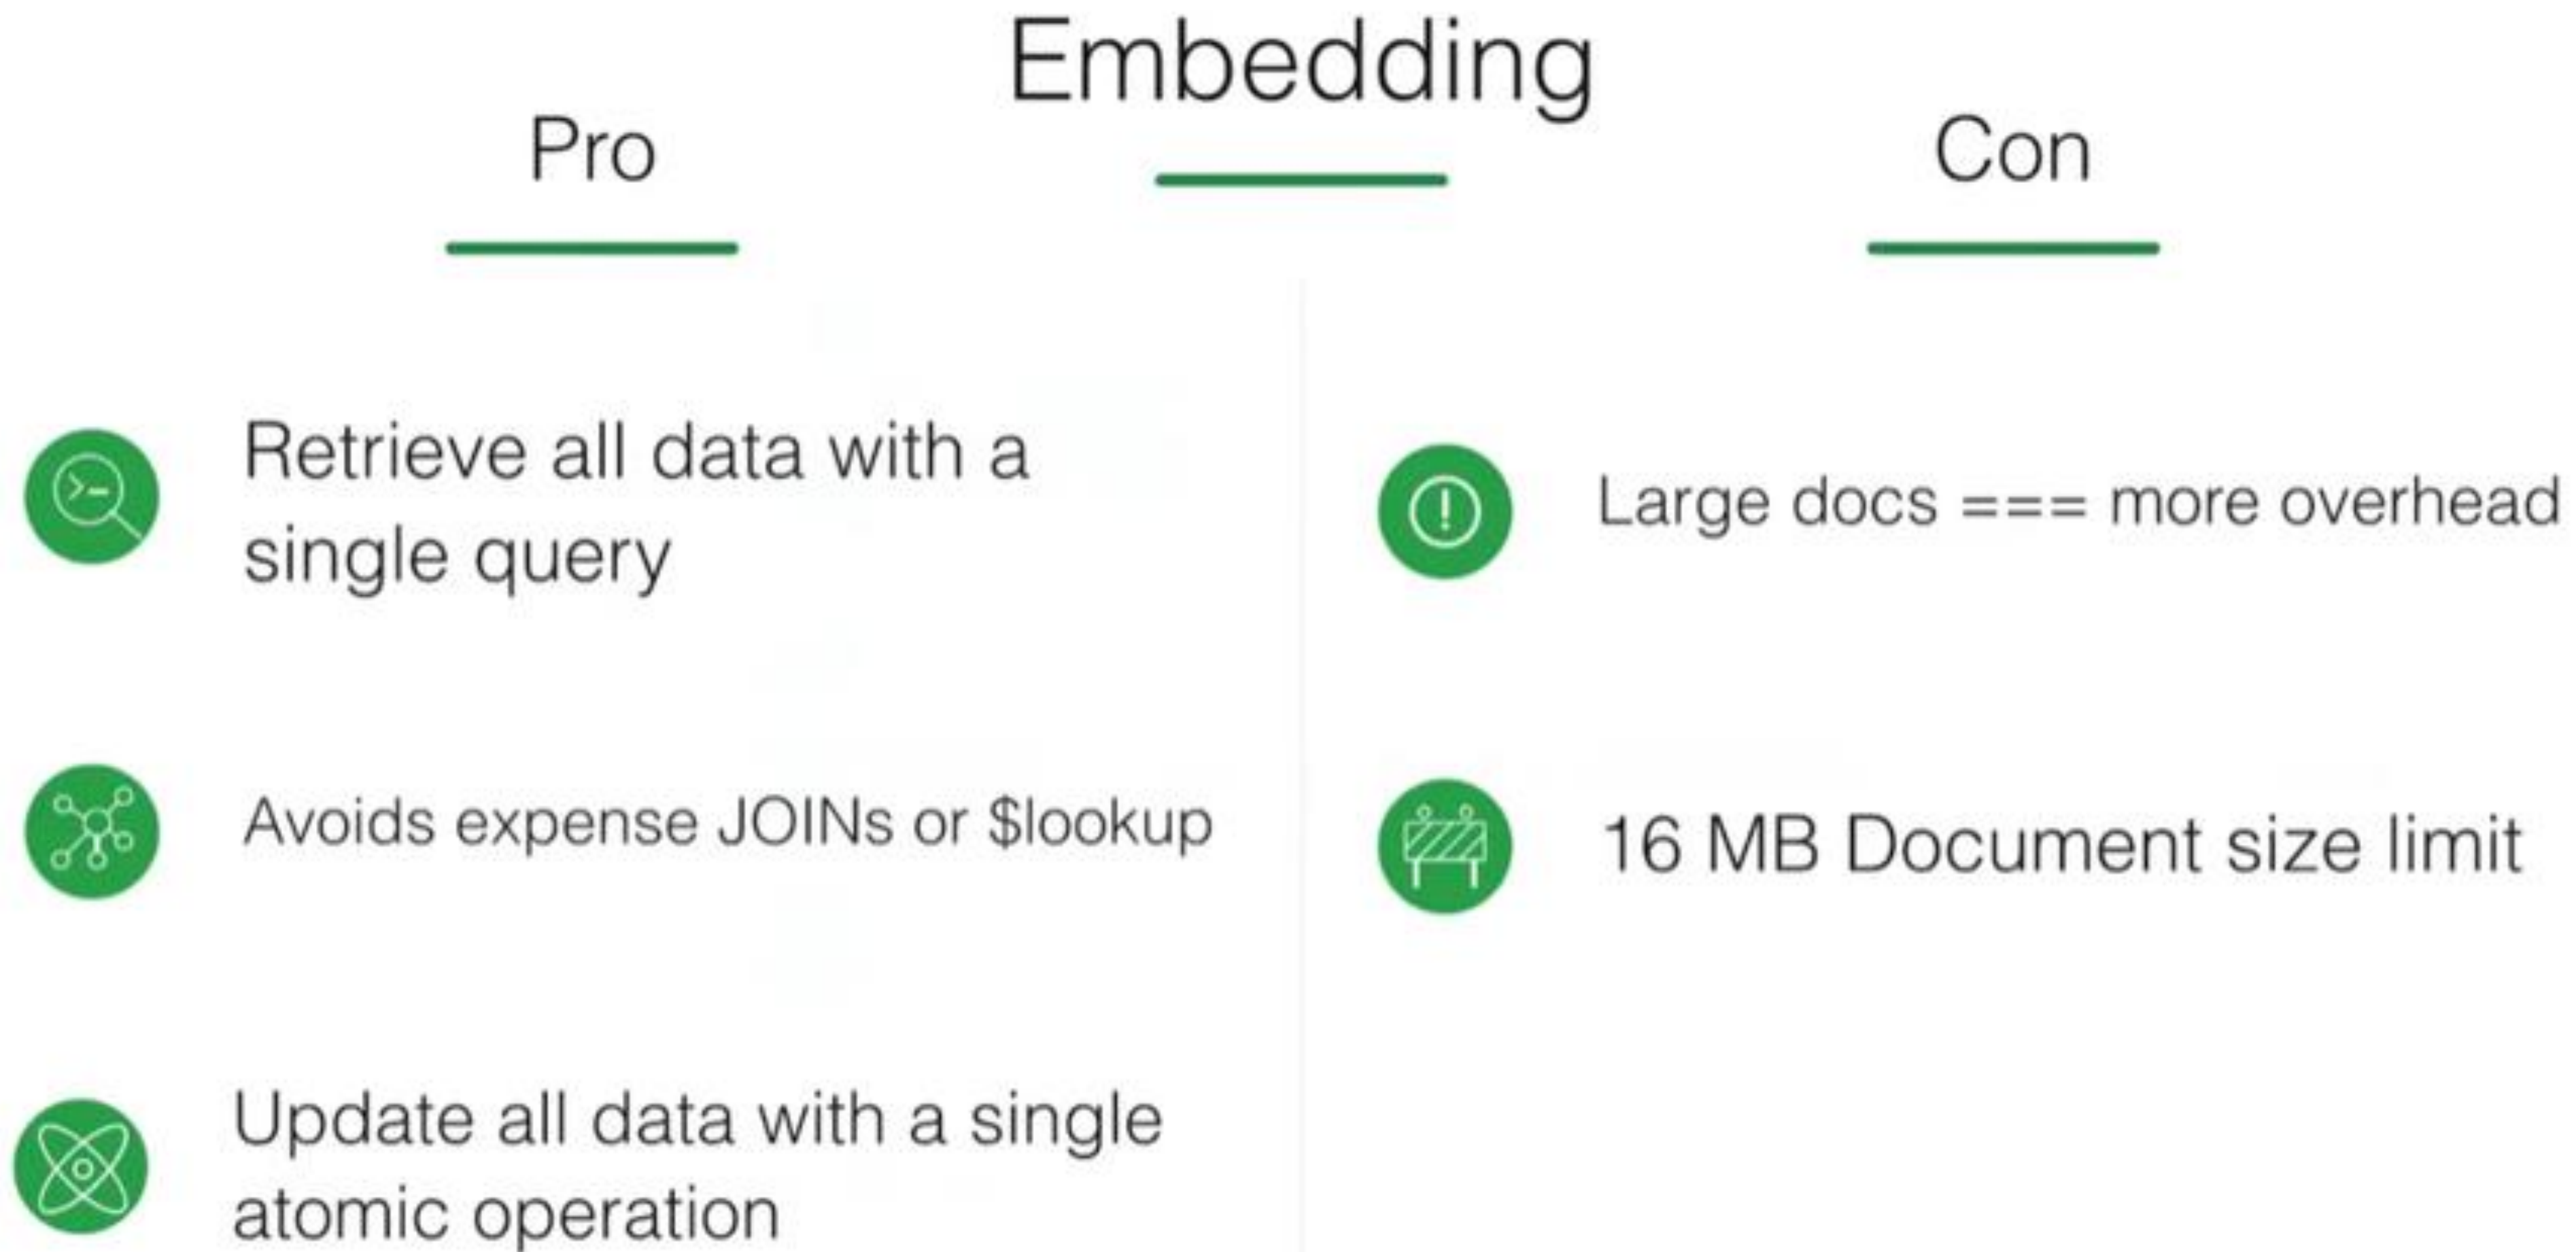 Embedding
Pro
Retrieve all data with a
single query
Avoids expense JOINs or $lookup
Update all data with a single
atomic operation
Con
Large docs === more overhead
16 MB Document size limit